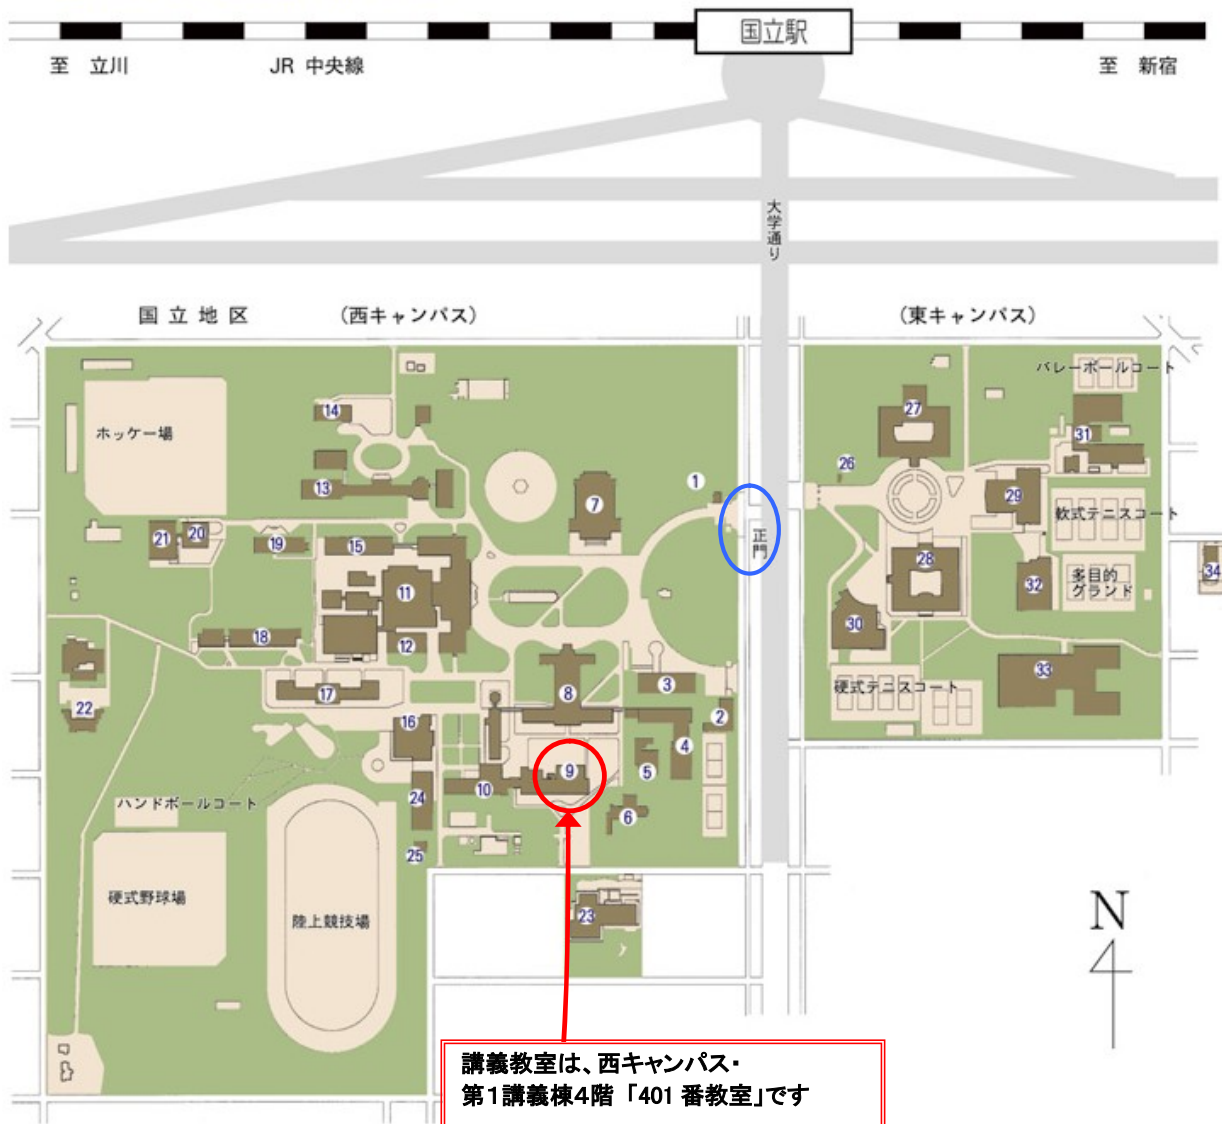 国立駅
至 立川
JR 中央線
至 新宿
大学通り
国立地区
(西キャンパス)
(東キャンパス)
バレーボールコート
ホッケー場
14
27
31
26
13
1
7
29
軟式テニスコート
正門
21
20
19
15
28
34
11
32
多目的
グランド
30
18
12
33
硬式テニスコート
3
17
8
22
16
2
4
9
5
10
24
ハンドボールコート
6
25
硬式野球場
陸上競技場
23
N
講義教室は、西キャンパス・
第1講義棟4階「401 番教室」です